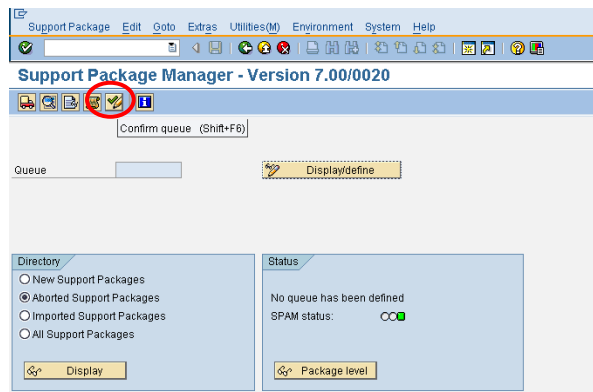 Support Package Edit Goto Extras Utilities(M) Environment System Help
Support Package Manager - Version 7.00/0020
Confirm queue (Shift+F6)
Queue
Display/define
Directory
New Support Packages
Aborted Support Packages
Imported Support Packages
All Support Packages
Display
Status
No queue has been defined
SPAM status:
Package level